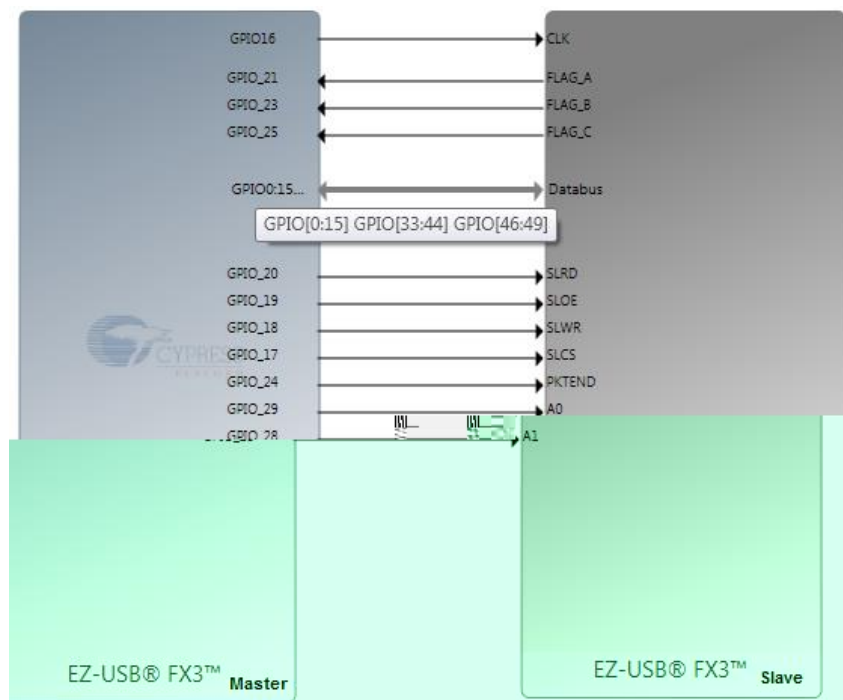 GPIO16 CLK
GPIO_21 FLAG_A
GPIO_23 FLAG_B
GPIO_25 FLAG_C
GPIO0:15... Databus
GPIO[0:15] GPIO[33:44] GPIO[46:49]
GPIO_20 SLRD
GPIO_19 SLOE
GPIO_18 SLWR
GPIO_17 SLCS
CYPRESS
GPIO_24 PKTEND
GPIO_29 A0
GPIO_28 A1
EZ-USB® FX3™ Master
EZ-USB® FX3™ Slave